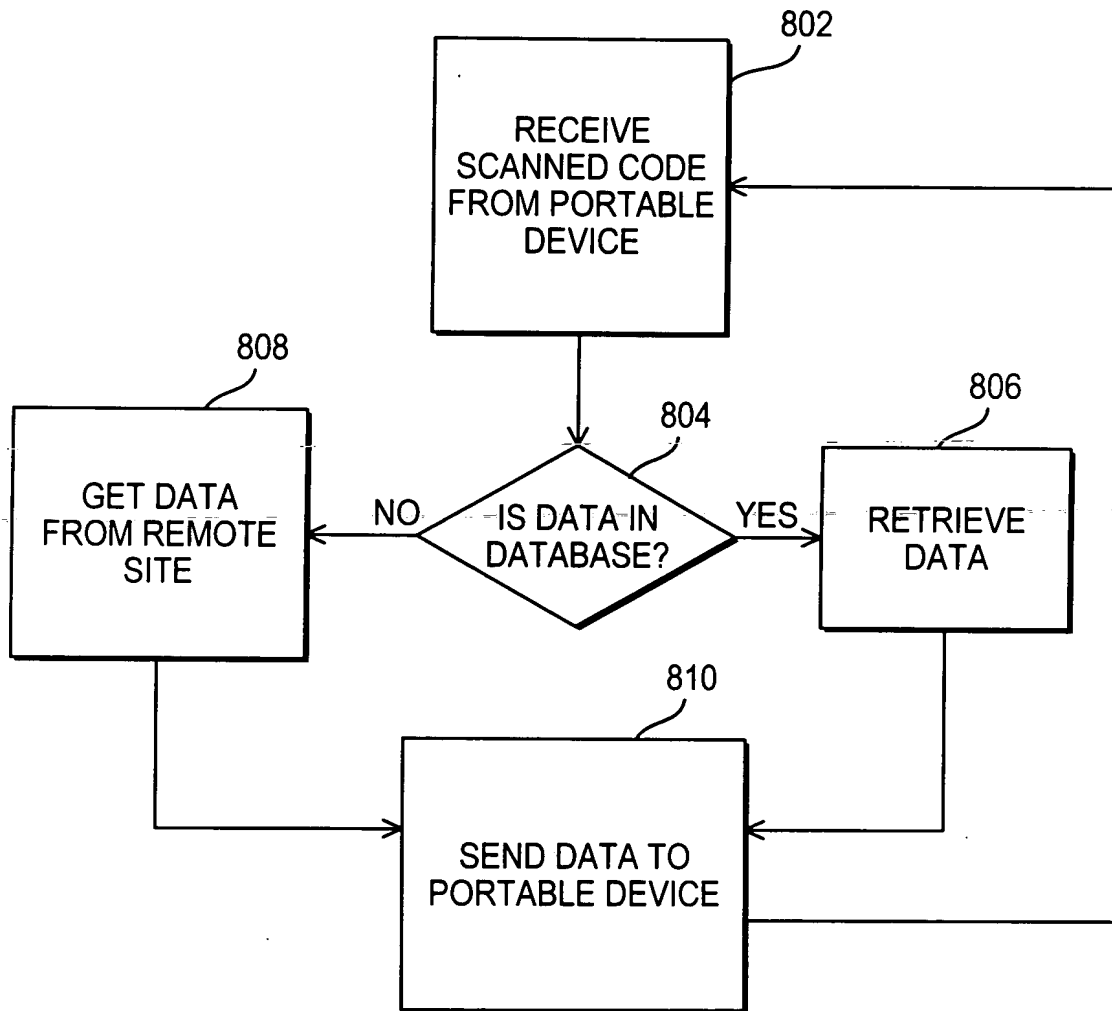 802
RECEIVE
SCANNED CODE
FROM PORTABLE
DEVICE
808
GET DATA
FROM REMOTE
SITE
804
NO
IS DATA IN
DATABASE?
YES
806
RETRIEVE
DATA
810
SEND DATA TO
PORTABLE DEVICE